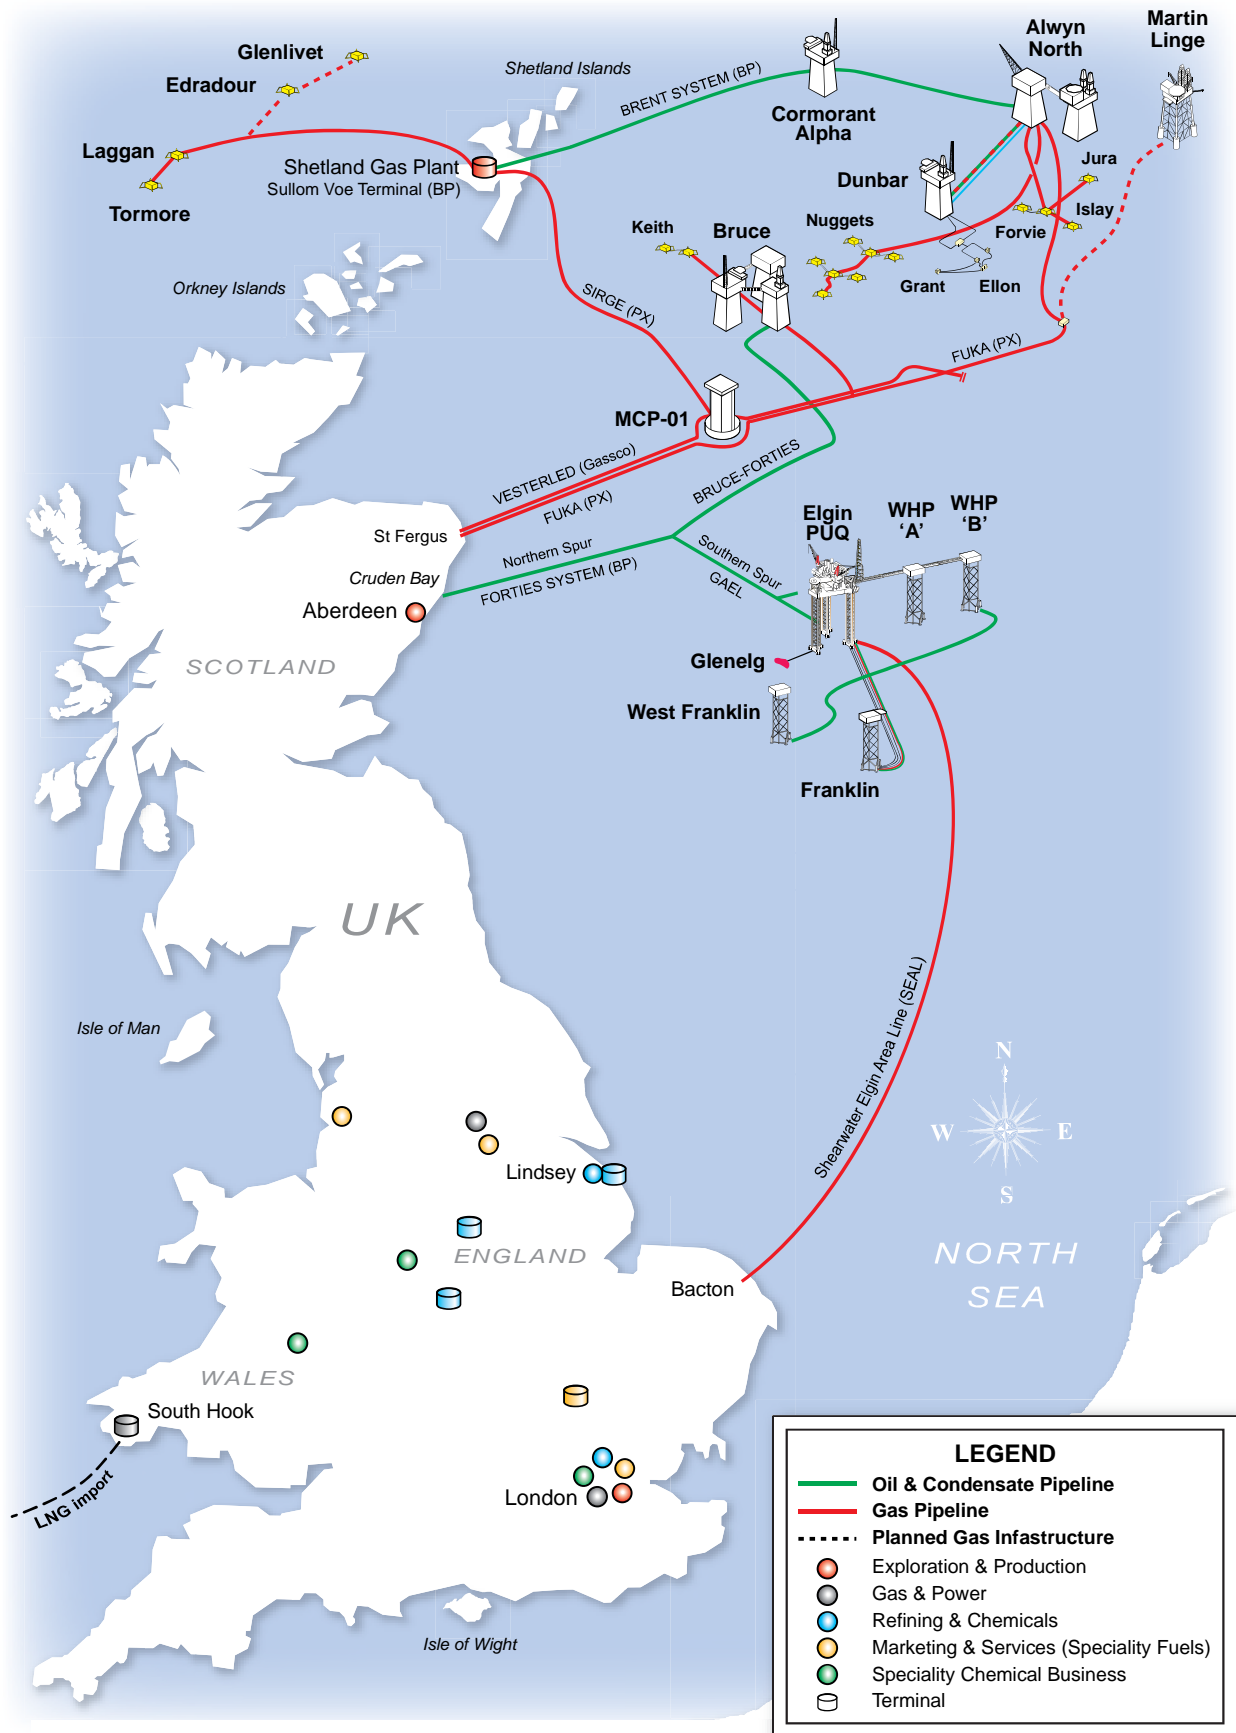 Martin
Linge
Alwyn
North
Glenlivet
Edradour
Shetland Islands
BRENT SYSTEM (BP)
Cormorant
Alpha
Laggan
Tormore
Shetland Gas Plant
Sullom Voe Terminal (BP)
Dunbar
Jura
Islay
Forvie
Nuggets
Keith
Bruce
Grant
Ellon
Orkney Islands
SIRGE (PX)
FUKA (PX)
MCP-01
VESTERLED (Gassco)
FUKA (PX)
BRUCE-FORTIES
St Fergus
Northern Spur
FORTIES SYSTEM (BP)
Southern Spur
GAEL
Elgin
PUQ
WHP
‘A’
WHP
‘B’
Cruden Bay
Aberdeen
SCOTLAND
Glenelg
West Franklin
Franklin
UK
Isle of Man
Shearwater Elgin Area Line (SEAL)
N
W
E
S
Lindsey
ENGLAND
NORTH
SEA
Bacton
WALES
South Hook
LNG import
London
Isle of Wight
LEGEND
Oil & Condensate Pipeline
Gas Pipeline
Planned Gas Infastructure
Exploration & Production
Gas & Power
Refining & Chemicals
Marketing & Services (Speciality Fuels)
Speciality Chemical Business
Terminal